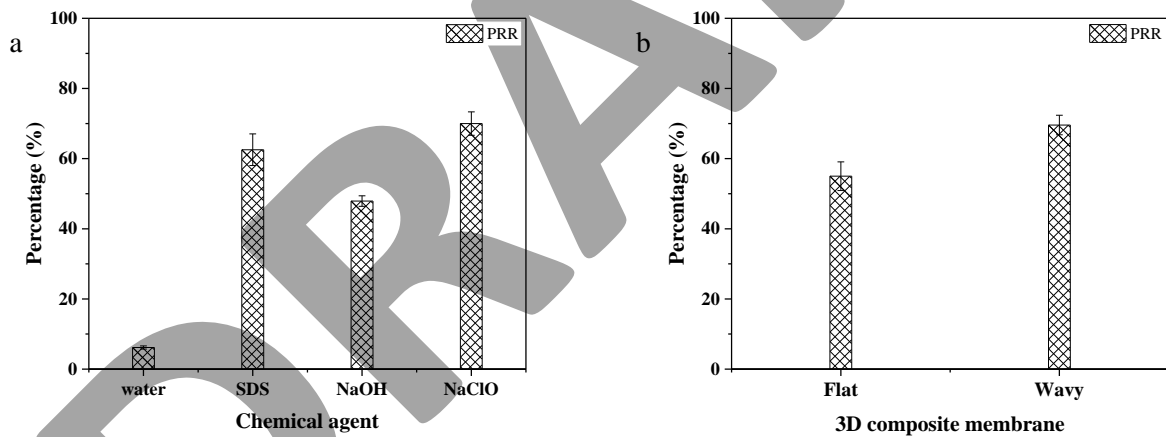 a
PRR
Percentage (%)
100
80
60
40
20
0
water SDS NaOH NaClO
Chemical agent
b
PRR
Percentage (%)
100
80
60
40
20
0
Flat Wavy
3D composite membrane
DRA